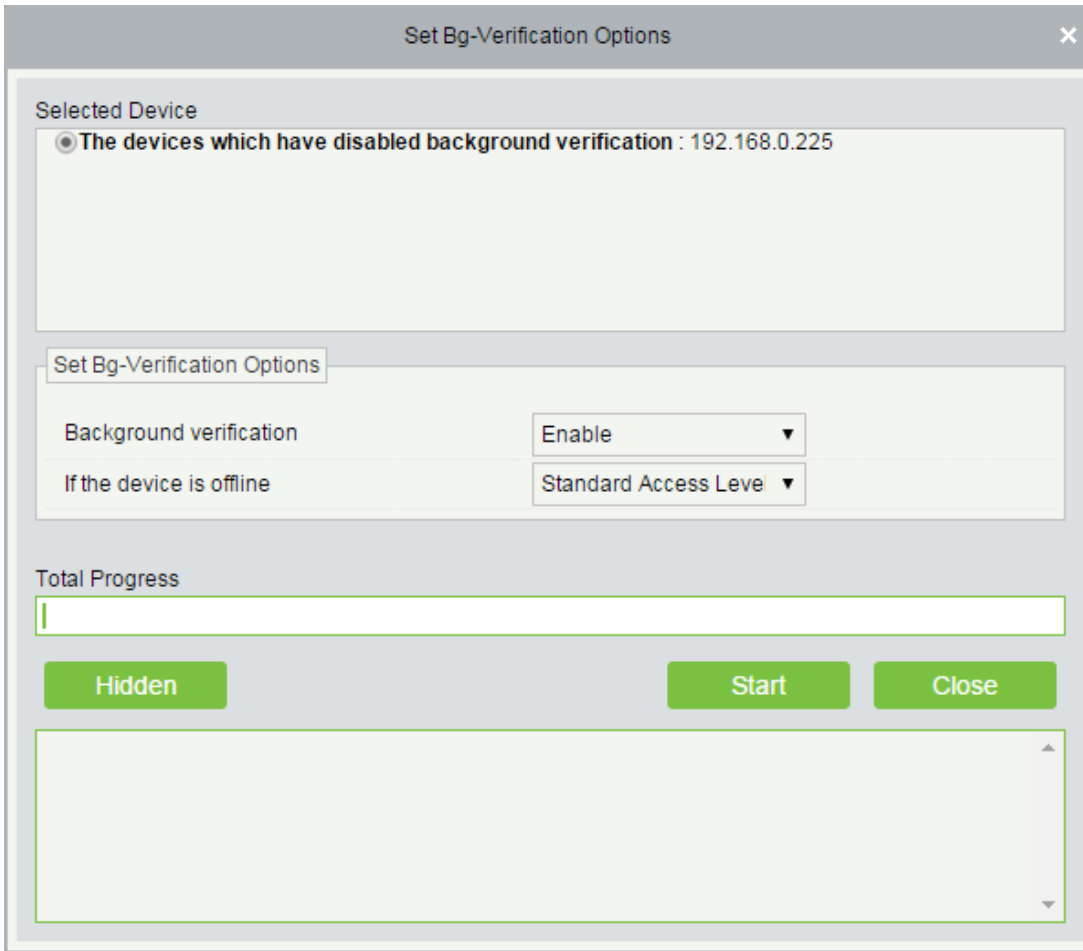 Set Bg-Verification Options
Selected Device
The devices which have disabled background verification : 192.168.0.225
Set Bg-Verification Options
Background verification Enable
If the device is offline Standard Access Leve
Total Progress
Hidden Start Close